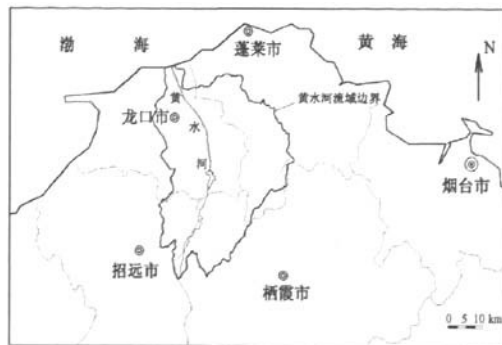 渤 海
蓬莱市
黄 海
N
黄水河流域边界
龙口市
黄水河
烟台市
招远市
栖霞市
0 5 10 km